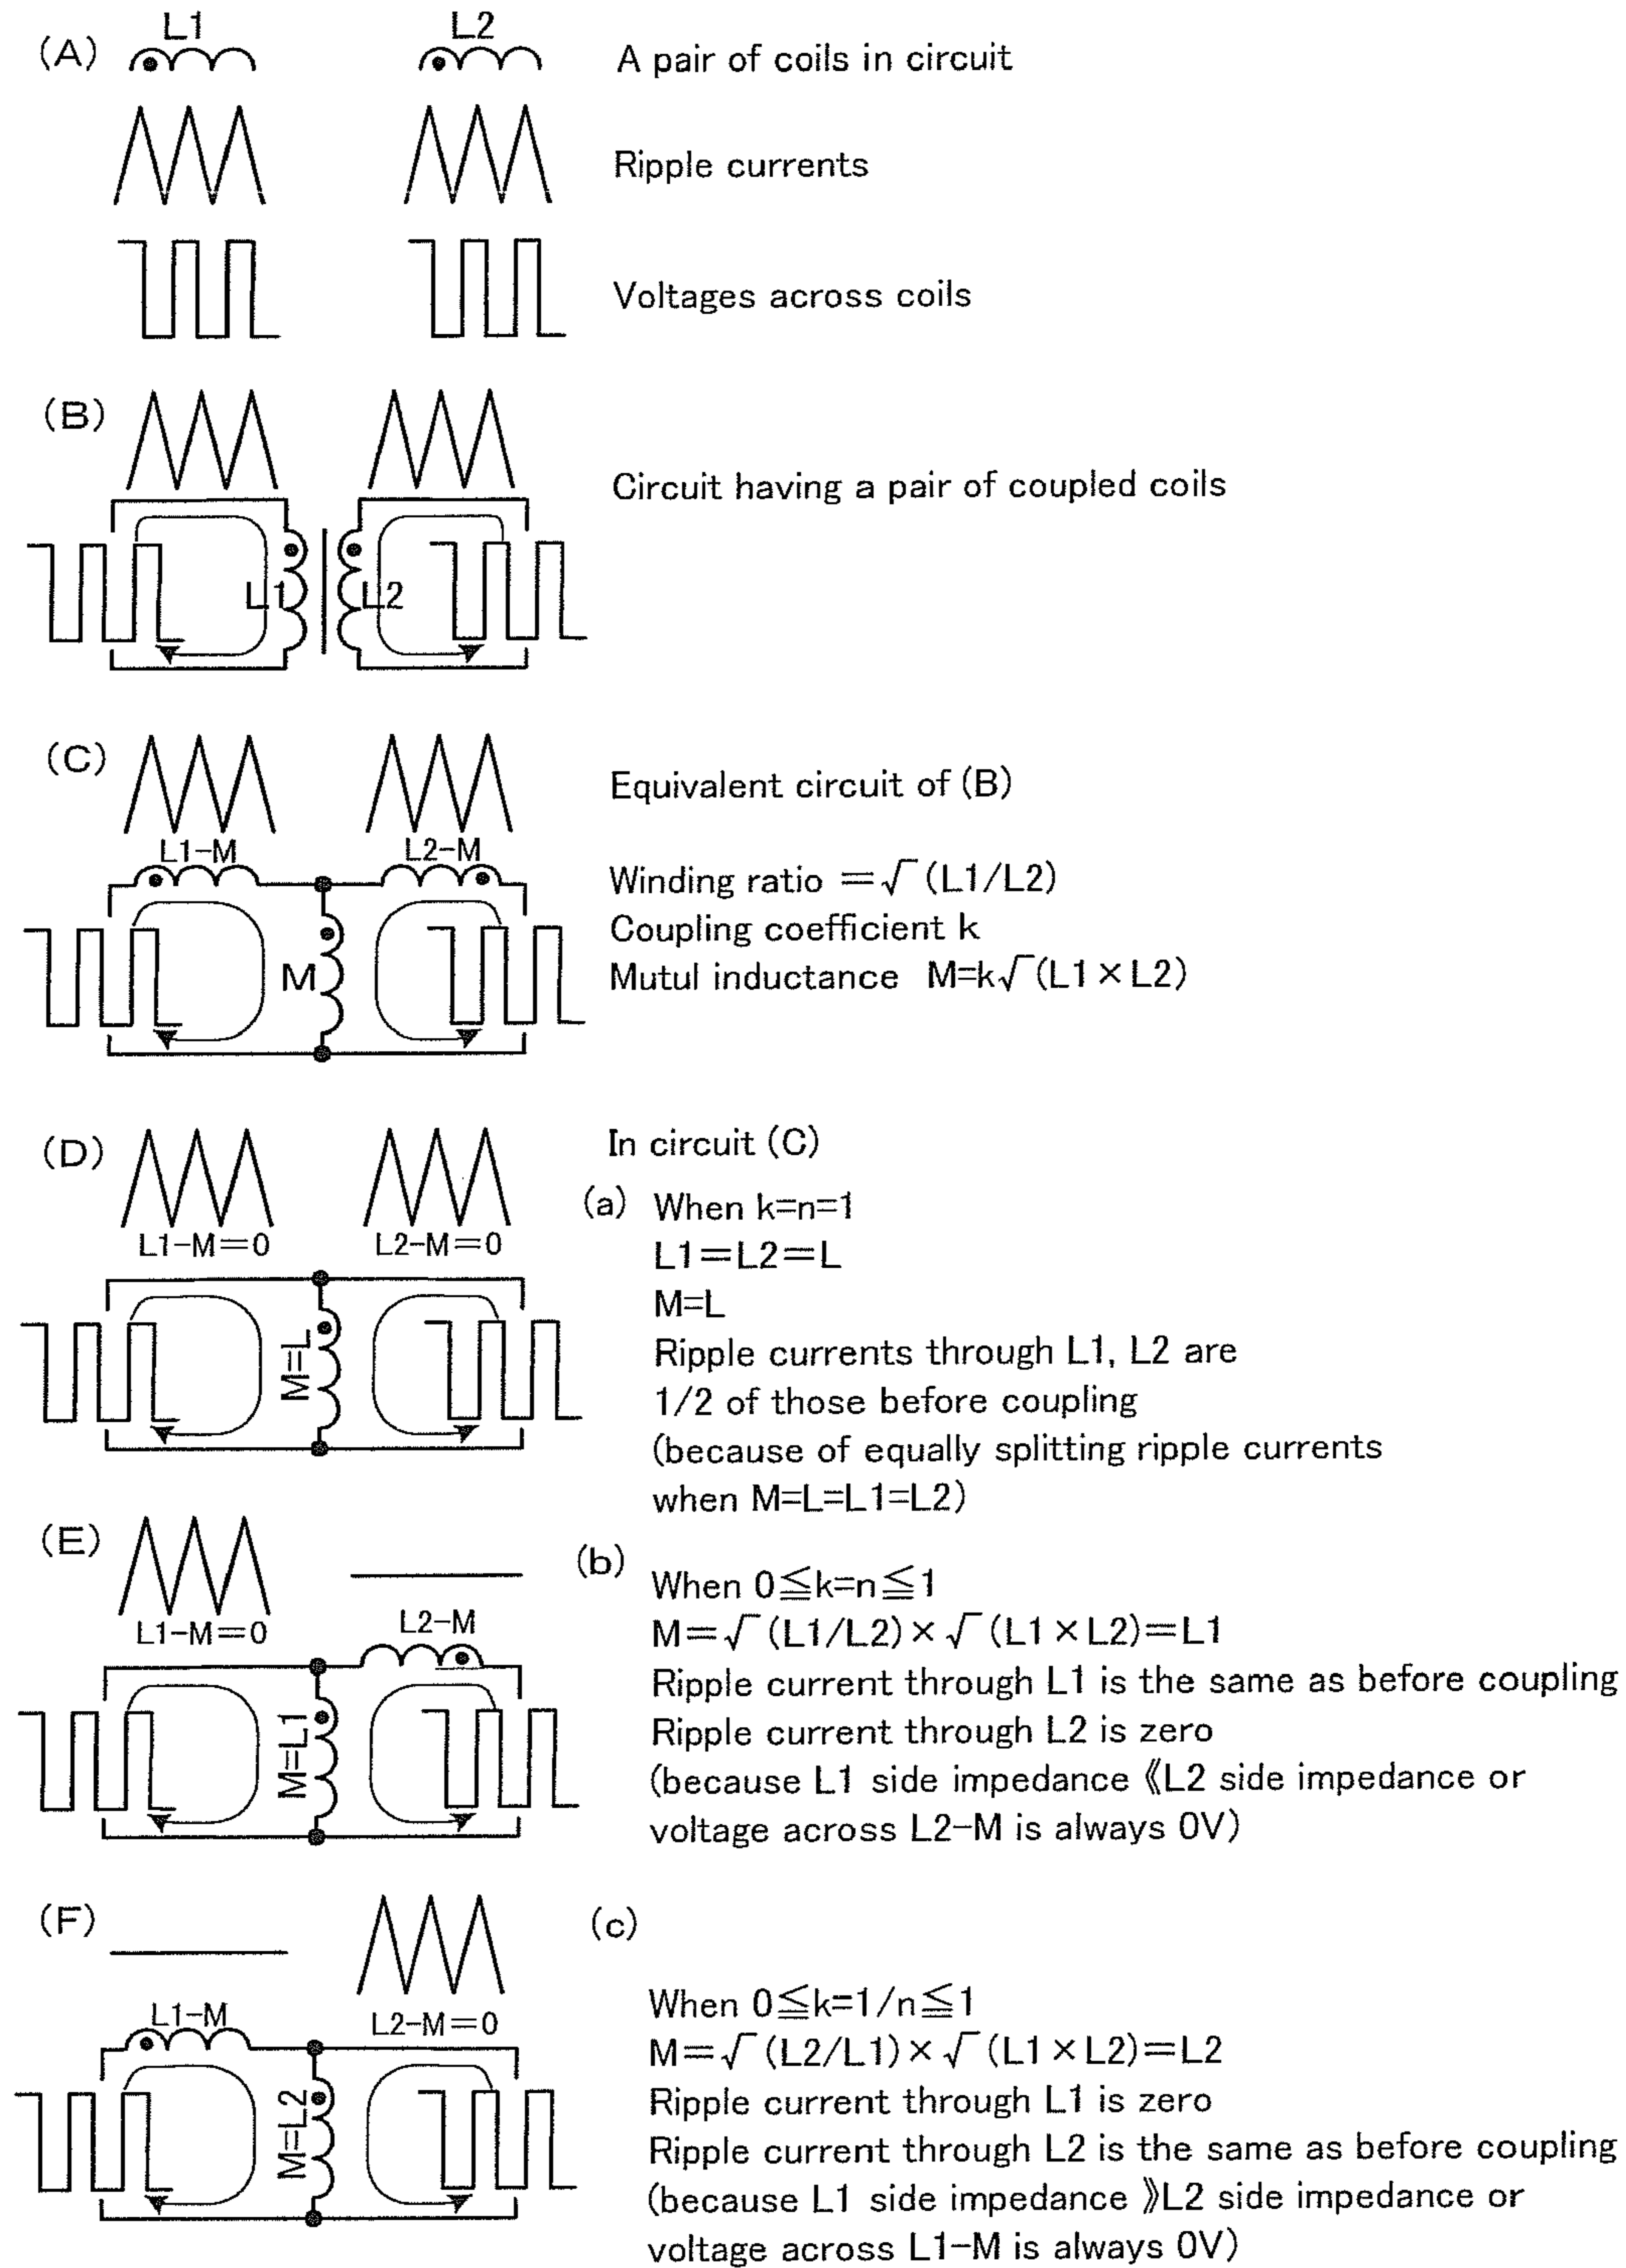 (A) L1 L2 A pair of coils in circuit
Ripple currents
Voltages across coils
(B)
Circuit having a pair of coupled coils
L1 L2
(C)
Equivalent circuit of (B)
L1-M L2-M
Winding ratio =√ (L1/L2)
Coupling coefficient k
M Mutul inductance M=k√(L1×L2)
(D) In circuit (C)
(a) When k=n=1
L1-M=0 L2-M=0 L1=L2=L
M=L
M=L
Ripple currents through L1, L2 are
1/2 of those before coupling
(because of equally splitting ripple currents
when M=L=L1=L2)
(E) (b)
When 0≦k=n≦1
L1-M=0 L2-M M=√ (L1/L2)×√ (L1×L2)=L1
Ripple current through L1 is the same as before coupling
M=L1
Ripple current through L2 is zero
(because L1 side impedance 《L2 side impedance or
voltage across L2-M is always 0V)
(F) (c)
When 0≦k=1/n≦1
L1-M L2-M=0
M=√ (L2/L1)×√ (L1×L2)=L2
M=L2
Ripple current through L1 is zero
Ripple current through L2 is the same as before coupling
(because L1 side impedance 》L2 side impedance or
voltage across L1-M is always 0V)